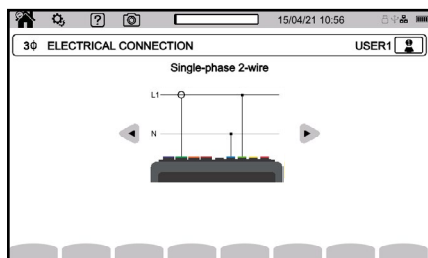 15/04/21 10:56
3φ ELECTRICAL CONNECTION USER1
Single-phase 2-wire
L1
N